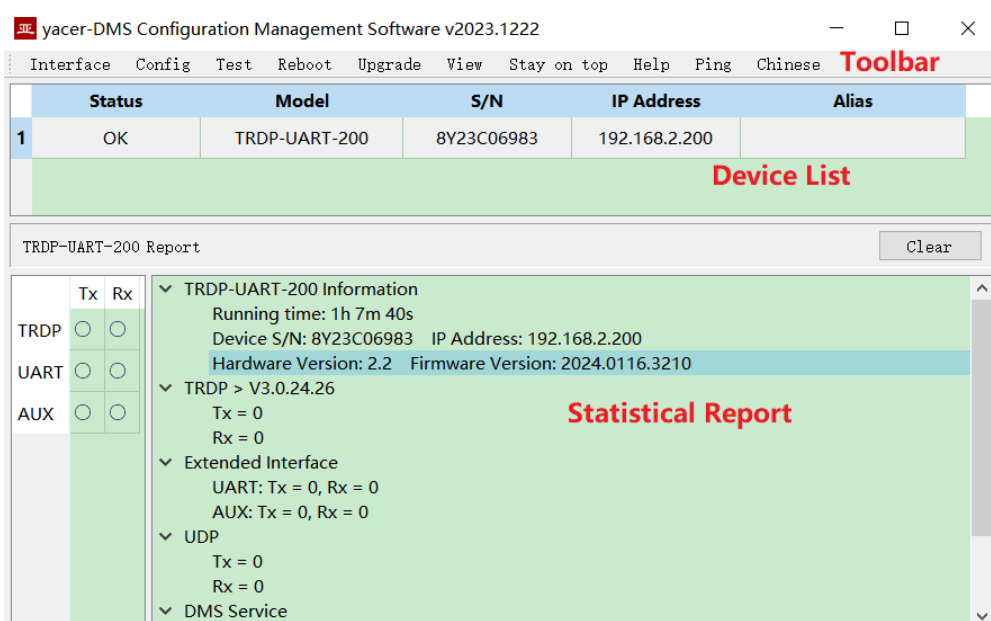 亚 yacer-DMS Configuration Management Software v2023.1222
Interface Config Test Reboot Upgrade View Stay on top Help Ping Chinese Toolbar
Status Model S/N IP Address Alias
1 OK TRDP-UART-200 8Y23C06983 192.168.2.200
Device List
TRDP-UART-200 Report Clear
Tx Rx
TRDP
UART
AUX
TRDP-UART-200 Information
Running time: 1h 7m 40s
Device S/N: 8Y23C06983 IP Address: 192.168.2.200
Hardware Version: 2.2 Firmware Version: 2024.0116.3210
TRDP > V3.0.24.26
Tx = 0
Rx = 0
Statistical Report
Extended Interface
UART: Tx = 0, Rx = 0
AUX: Tx = 0, Rx = 0
UDP
Tx = 0
Rx = 0
DMS Service